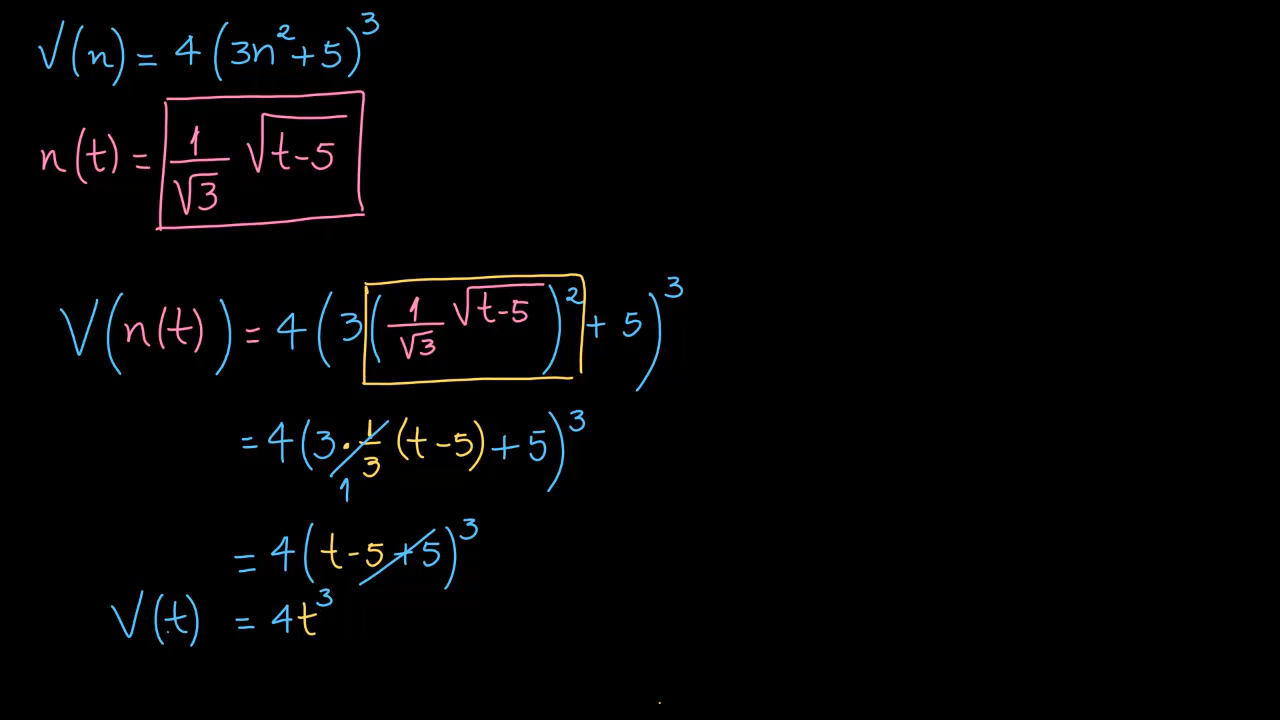 V(n) = 4(3n²+5)³
n(t) = 1/√3 √t-5
V(n(t)) = 4(3(1/√3 √t-5)²+5)³
= 4(3·1/3(t-5)+5)³
1
= 4(t-5+5)³
V(t) = 4t³